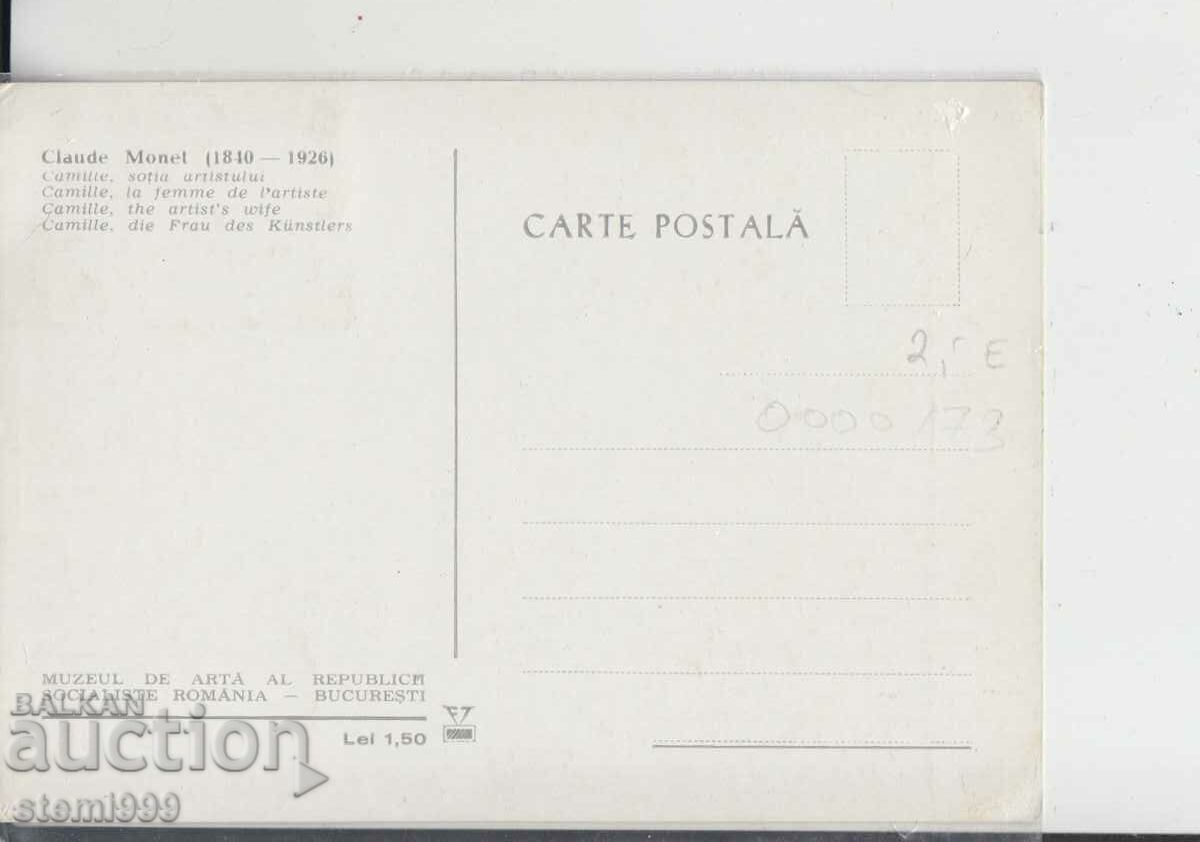 Claude Monet (1840 — 1926)
Camille, soția artistului
Camille, la femme de l'artiste
Camille, the artist's wife
Camille, die Frau des Künstlers
CARTE POSTALĂ
2,- E
0000173
MUZEUL DE ARTĂ AL REPUBLICII
SOCIALISTE ROMÂNIA — BUCUREȘTI
Lei 1,50
BALKAN
auction
stemi999